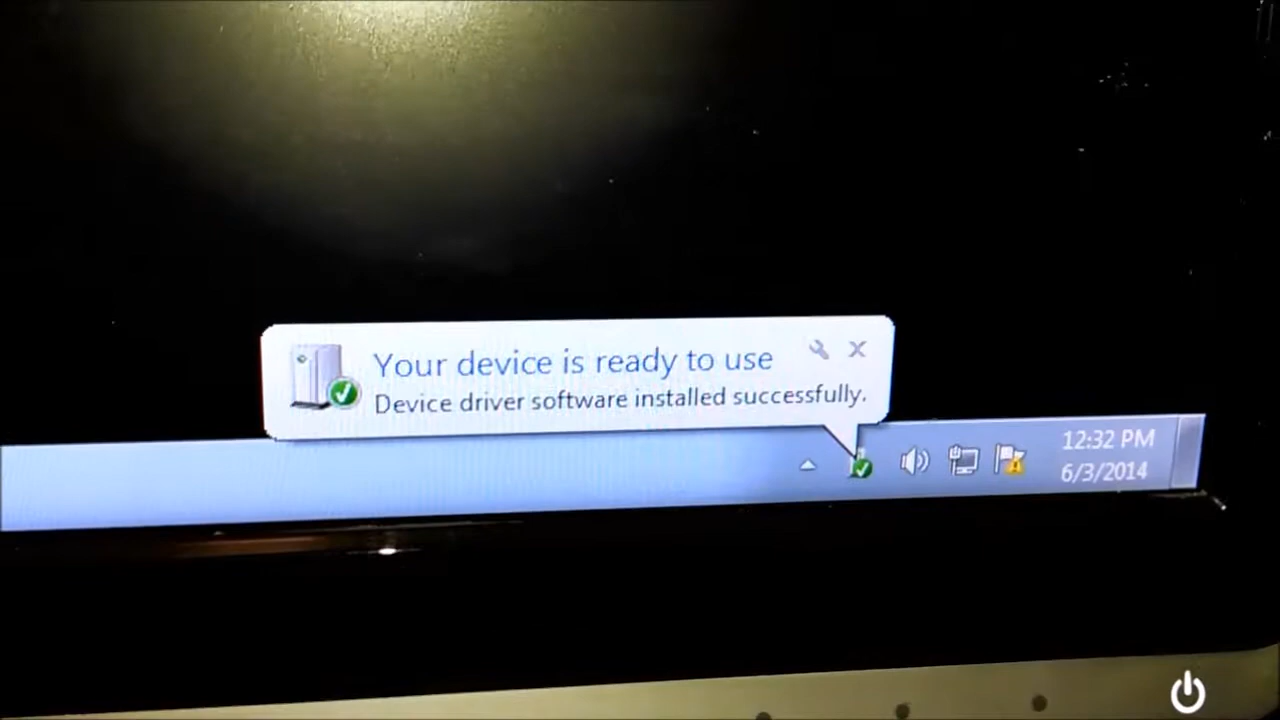 Your device is ready to use
Device driver software installed successfully.
12:32 PM
6/3/2014